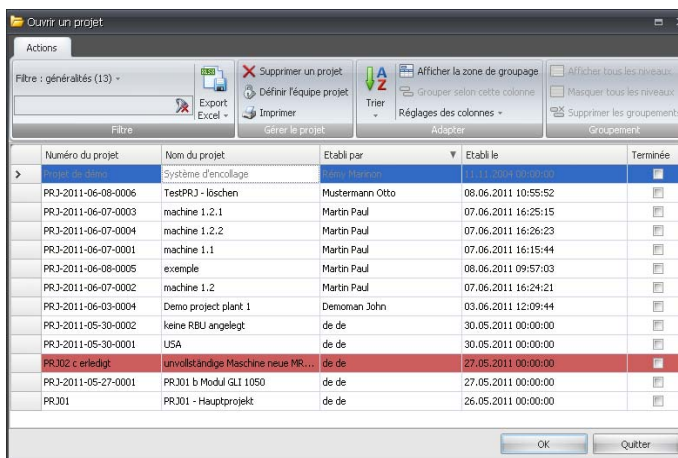 Ouvrir un projet
Actions
Filtre : généralités (13)
Export Excel
Filtre
Supprimer un projet
Définir l'équipe projet
Imprimer
Gérer le projet
Trier
Afficher la zone de groupage
Grouper selon cette colonne
Réglages des colonnes
Adapter
Afficher tous les niveaux
Masquer tous les niveaux
Supprimer les groupements
Groupement
Numéro du projet Nom du projet Etabli par Etabli le Terminée
Projet de démo Système d'encollage Rémy Marinon 11.11.2004 00:00:00
PRJ-2011-06-08-0006 TestPRJ - löschen Mustermann Otto 08.06.2011 10:55:52
PRJ-2011-06-07-0003 machine 1.2.1 Martin Paul 07.06.2011 16:25:15
PRJ-2011-06-07-0004 machine 1.2.2 Martin Paul 07.06.2011 16:26:23
PRJ-2011-06-07-0001 machine 1.1 Martin Paul 07.06.2011 16:15:44
PRJ-2011-06-08-0005 exemple Martin Paul 08.06.2011 09:57:03
PRJ-2011-06-07-0002 machine 1.2 Martin Paul 07.06.2011 16:24:21
PRJ-2011-06-03-0004 Demo project plant 1 Demoman John 03.06.2011 12:09:44
PRJ-2011-05-30-0002 keine RBU angelegt de de 30.05.2011 00:00:00
PRJ-2011-05-30-0001 USA de de 30.05.2011 00:00:00
PRJ02 c erledigt unvollständige Maschine neue MR... de de 27.05.2011 00:00:00
PRJ-2011-05-27-0001 PRJ01 b Modul GLI 1050 de de 27.05.2011 00:00:00
PRJ01 PRJ01 - Hauptprojekt de de 26.05.2011 00:00:00
OK Quitter